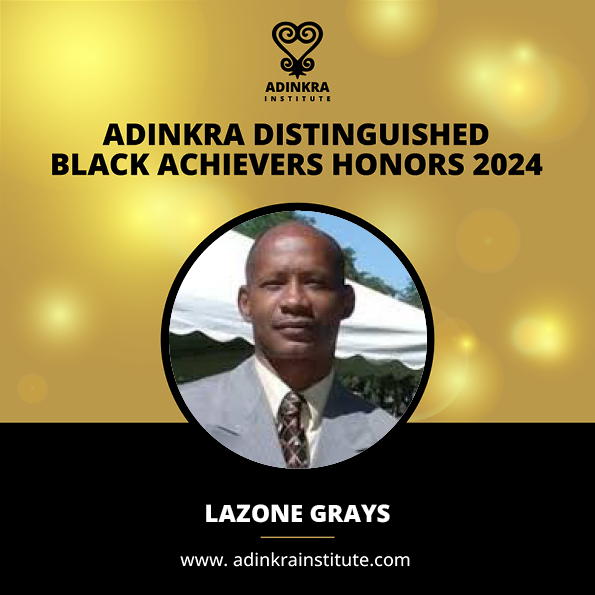 ADINKRA
INSTITUTE
ADINKRA DISTINGUISHED
BLACK ACHIEVERS HONORS 2024
LAZONE GRAYS
www. adinkrainstitute.com